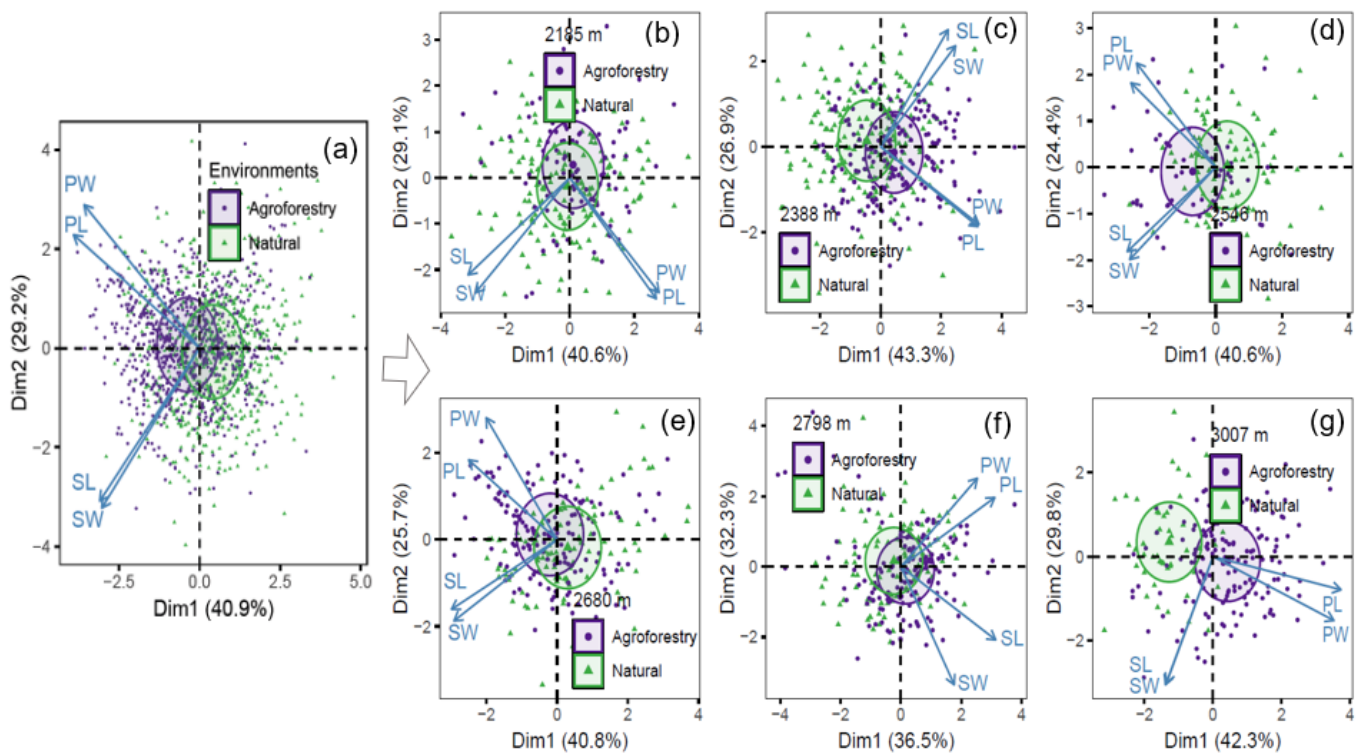 (a)
Environments
Agroforestry
Natural
PW
PL
SL
SW
4
2
0
−2
−4
−2.5
0.0
2.5
5.0
Dim1 (40.9%)
Dim2 (29.2%)
(b)
2185 m
Agroforestry
Natural
SL
SW
PW
PL
3
2
1
0
−1
−2
−4
−2
0
2
4
Dim1 (40.6%)
Dim2 (29.1%)
(c)
SL
SW
PW
PL
2388 m
Agroforestry
Natural
2
0
−2
−2
0
2
4
Dim1 (43.3%)
Dim2 (26.9%)
(d)
PL
PW
SL
SW
2546 m
Agroforestry
Natural
3
2
1
0
−1
−2
−3
−2
0
2
4
Dim1 (40.6%)
Dim2 (24.4%)
(e)
PW
PL
SL
SW
2680 m
Agroforestry
Natural
2
0
−2
−2
0
2
4
Dim1 (40.8%)
Dim2 (25.7%)
(f)
2798 m
Agroforestry
Natural
PW
PL
SL
SW
4
2
0
−2
−4
−2
0
2
4
Dim1 (36.5%)
Dim2 (32.3%)
(g)
3007 m
Agroforestry
Natural
PL
PW
SL
SW
2
0
−2
−2
0
2
4
Dim1 (42.3%)
Dim2 (29.8%)